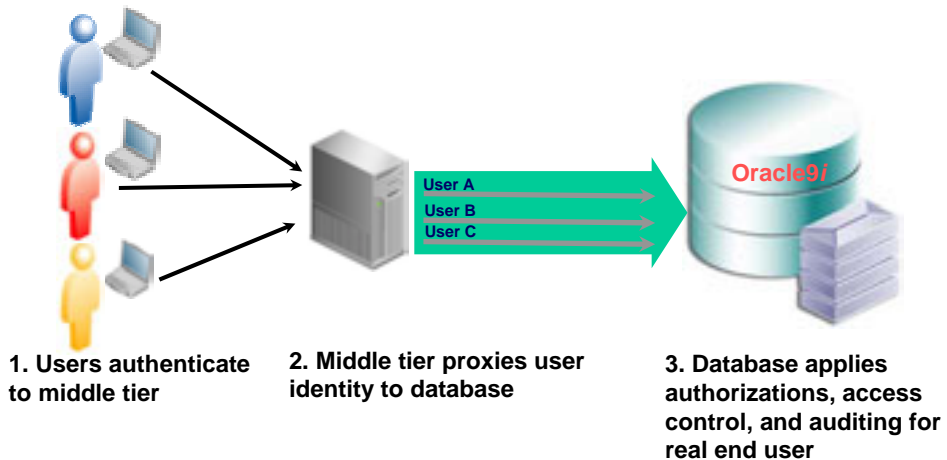 Oracle9i
User A
User B
User C
1. Users authenticate
to middle tier
2. Middle tier proxies user
identity to database
3. Database applies
authorizations, access
control, and auditing for
real end user